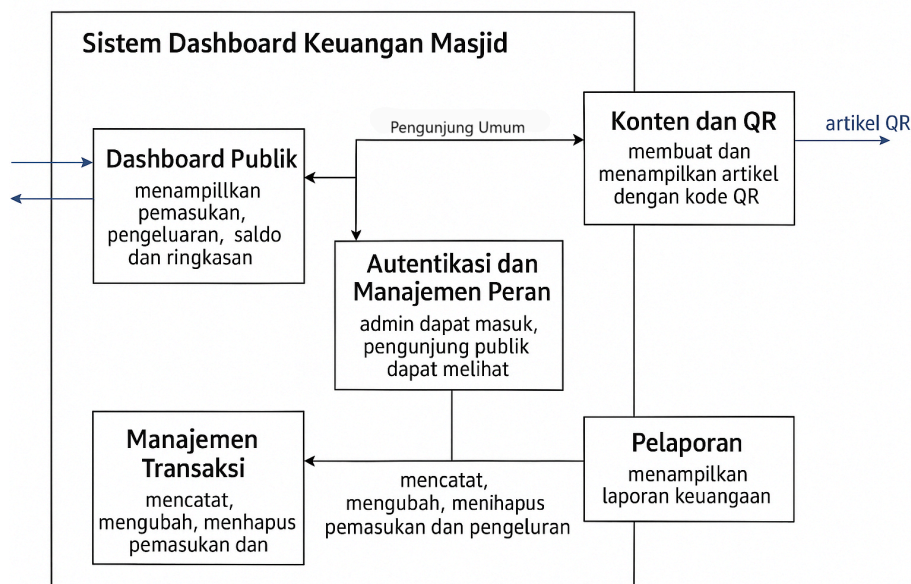 Sistem Dashboard Keuangan Masjid
Dashboard Publik
menampillkan
pemasukan,
pengeluaran, saldo
dan ringkasan
Pengunjung Umum
Konten dan QR
membuat dan
menampilkan artikel
dengan kode QR
artikel QR
Autentikasi dan
Manajemen Peran
admin dapat masuk,
pengunjung publik
dapat melihat
Manajemen
Transaksi
mencatat,
mengubah, menhapus
pemasukan dan
mencatat,
mengubah, menihapus
pemasukan dan pengeluran
Pelaporan
menampilkan
laporan keuangaan